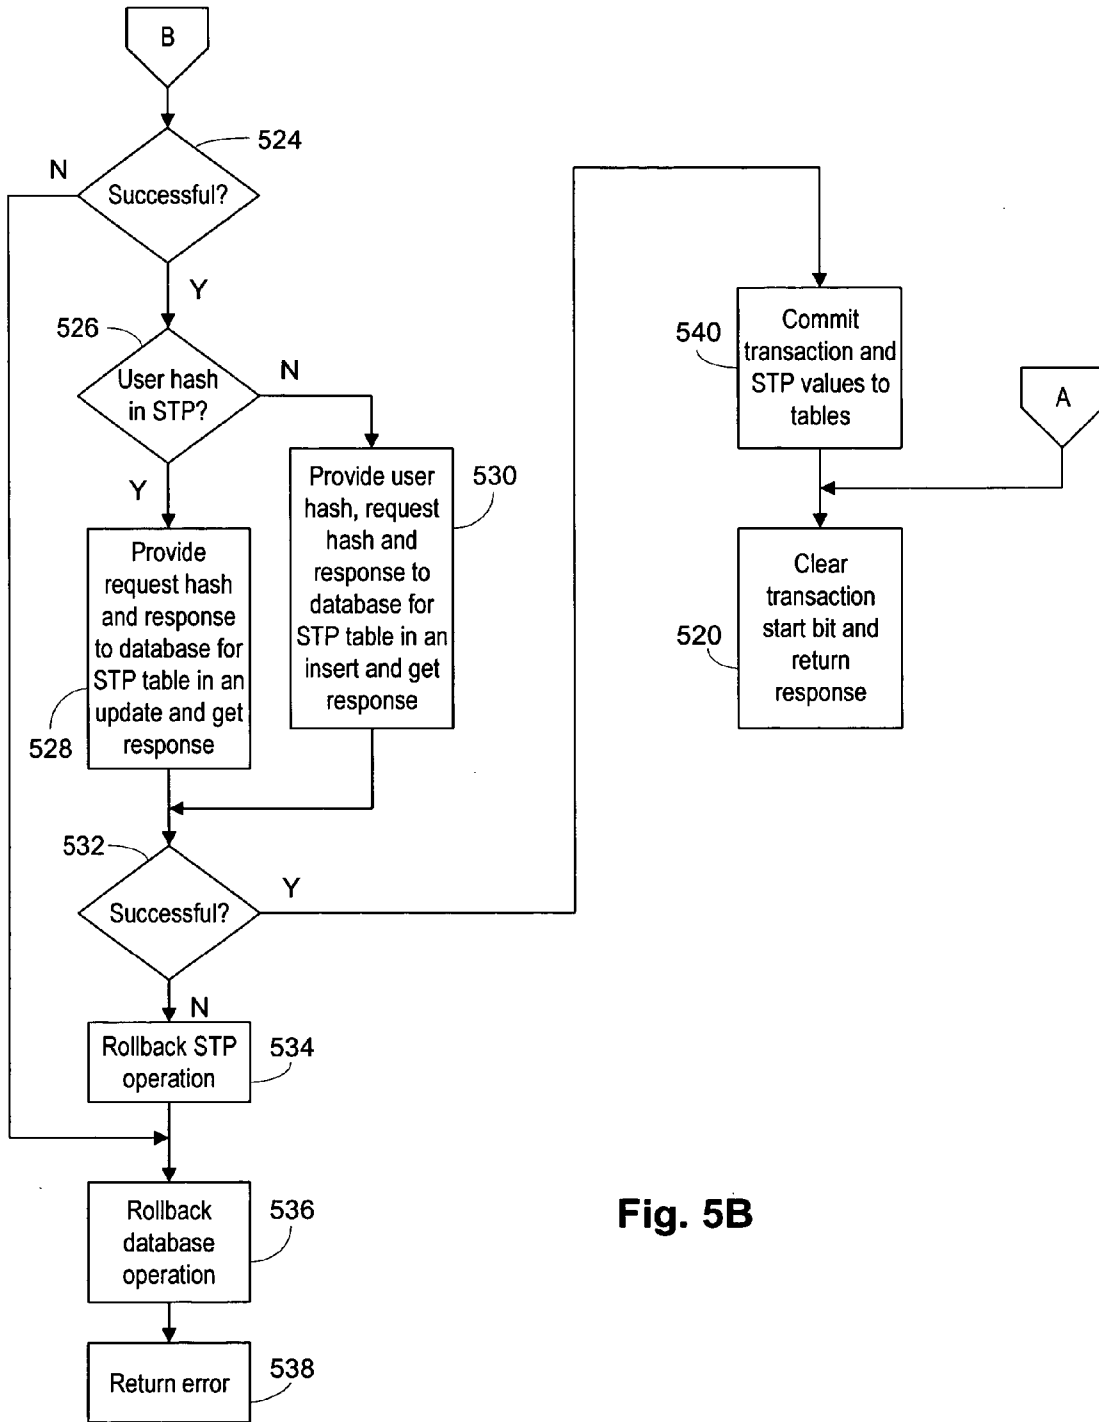 B
524
N
Successful?
Y
526
User hash
in STP?
N
Y
Provide user
hash, request
hash and
response to
database for
STP table in an
insert and get
response
530
Provide
request hash
and response
to database for
STP table in an
update and get
response
528
532
Successful?
Y
N
Rollback STP
operation
534
Rollback
database
operation
536
Return error
538
Commit
transaction and
STP values to
tables
540
A
Clear
transaction
start bit and
return
response
520
Fig. 5B